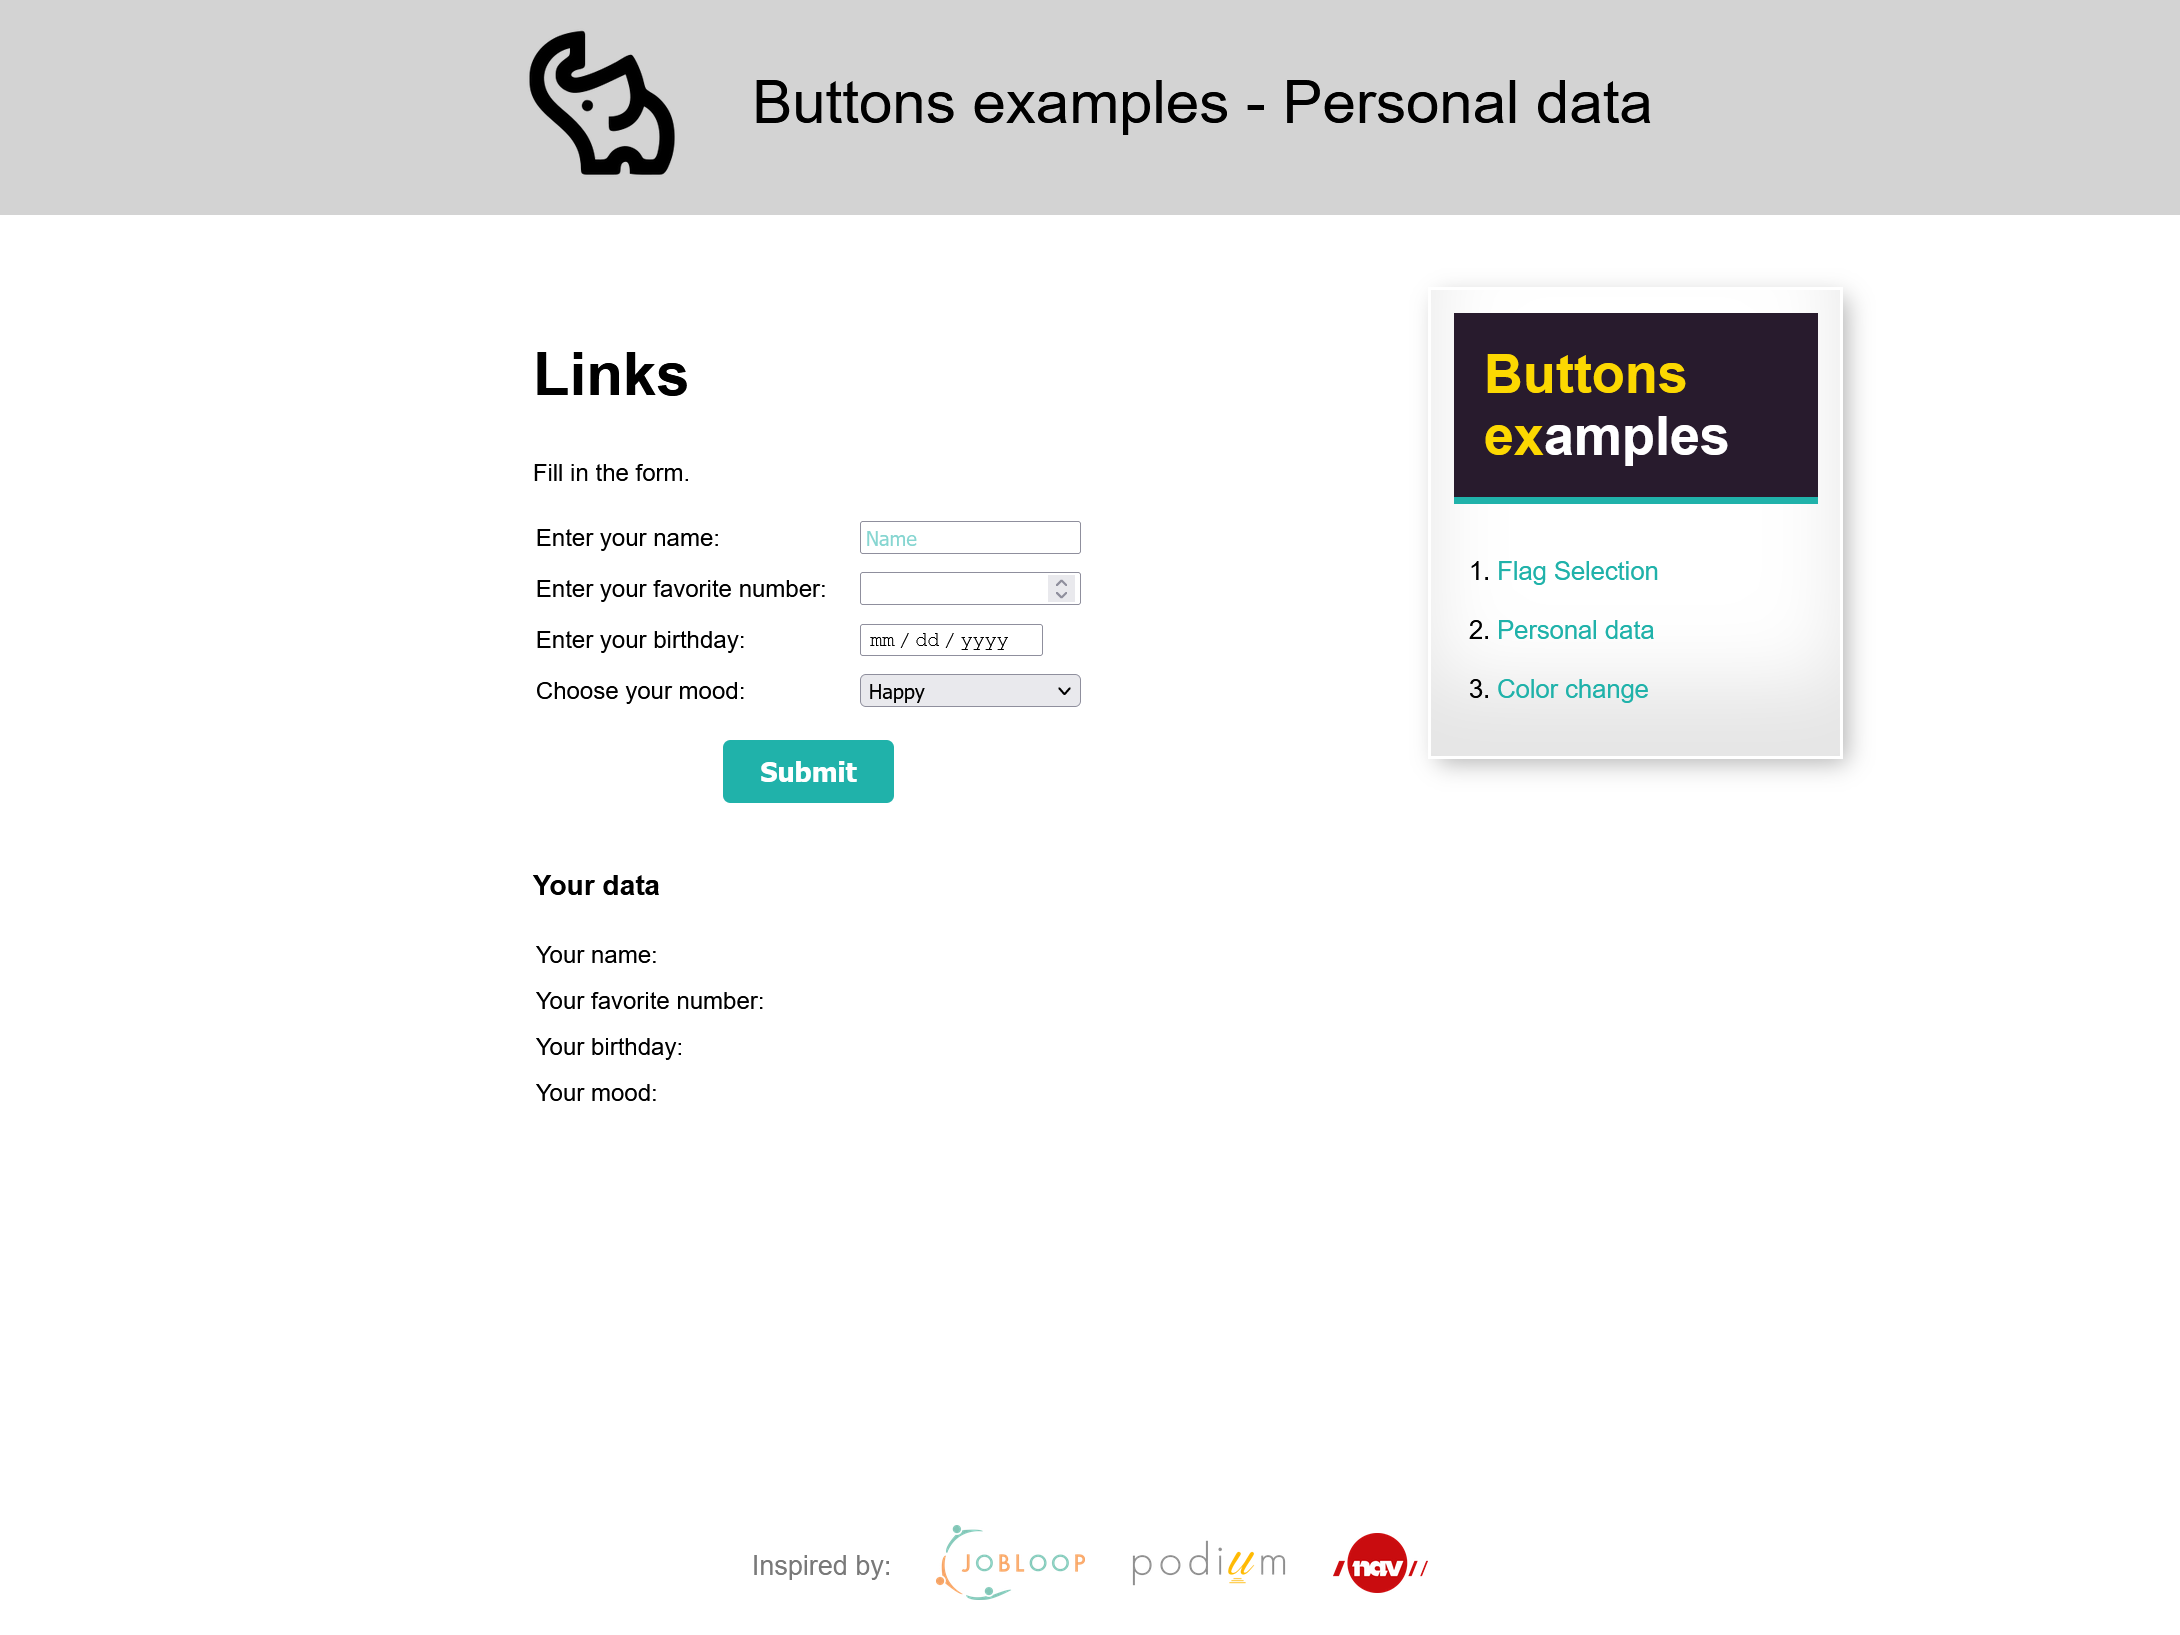 Buttons examples - Personal data
Links
Fill in the form.
Enter your name: Name
Enter your favorite number:
Enter your birthday: mm / dd / yyyy
Choose your mood: Happy
Submit
Your data
Your name:
Your favorite number:
Your birthday:
Your mood:
Buttons
examples
1. Flag Selection
2. Personal data
3. Color change
Inspired by: JOBLOOP podium nav